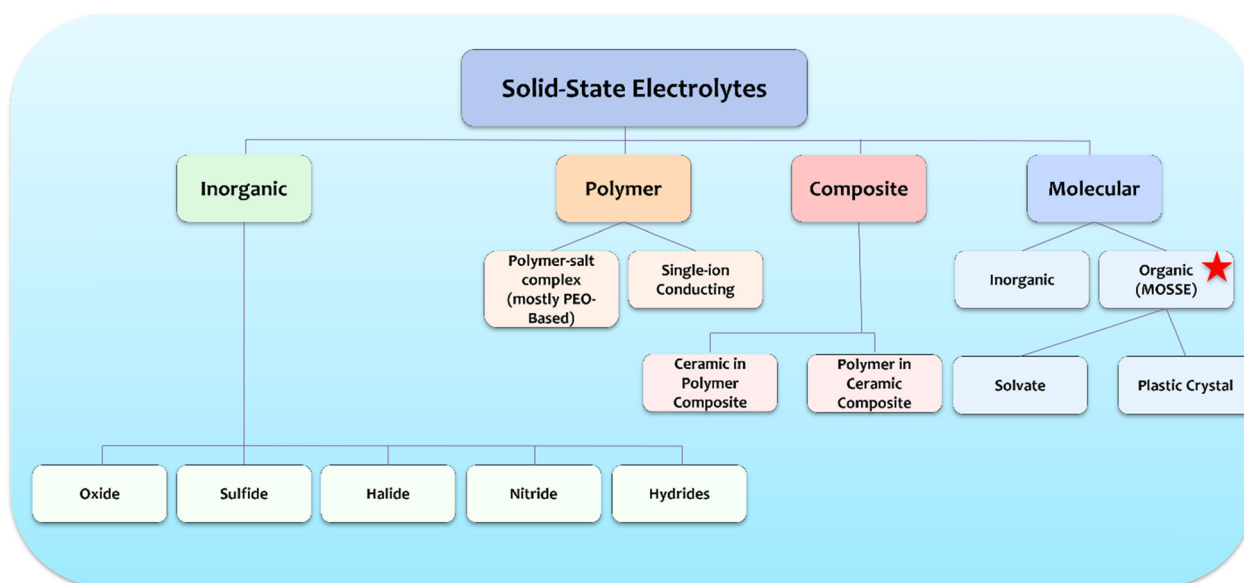 Solid-State Electrolytes
Inorganic
Polymer
Composite
Molecular
Polymer-salt
complex
(mostly PEO-
Based)
Single-ion
Conducting
Inorganic
Organic
(MOSSE)
Ceramic in
Polymer
Composite
Polymer in
Ceramic
Composite
Solvate
Plastic Crystal
Oxide
Sulfide
Halide
Nitride
Hydrides